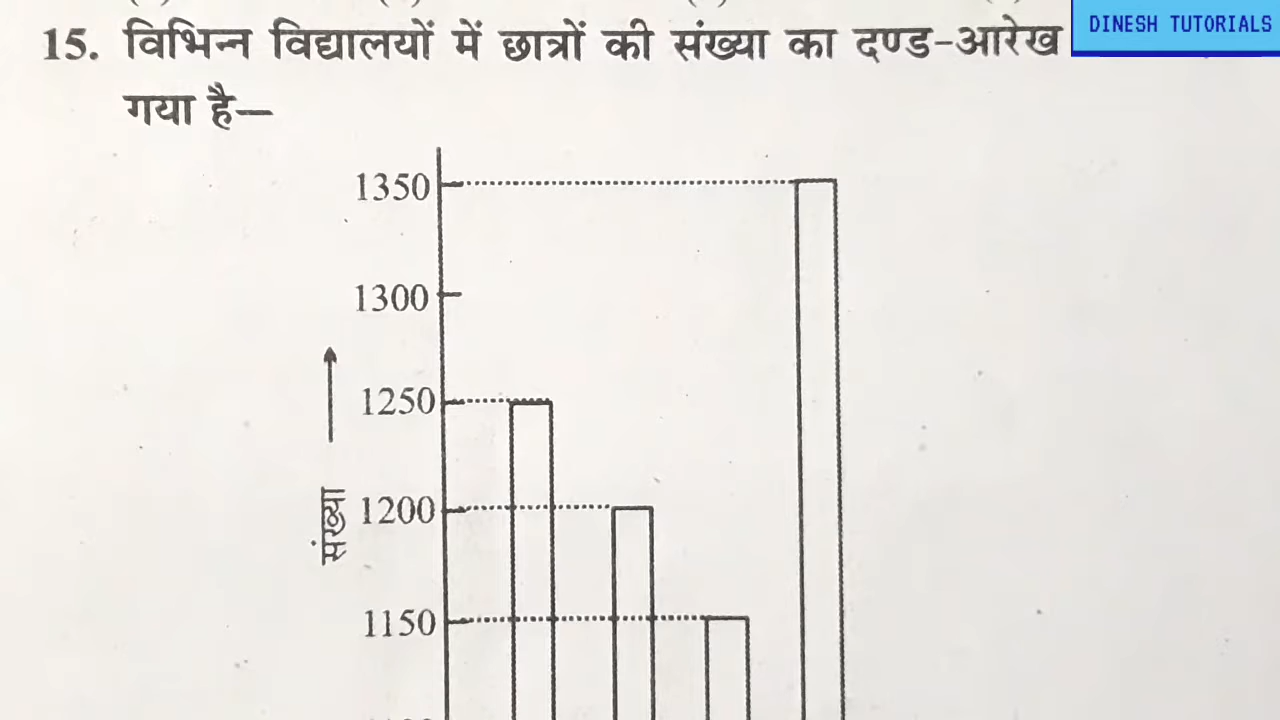 DINESH TUTORIALS
15. विभिन्न विद्यालयों में छात्रों की संख्या का दण्ड-आरेख
गया है—
1350
1300
1250
संख्या
1200
1150